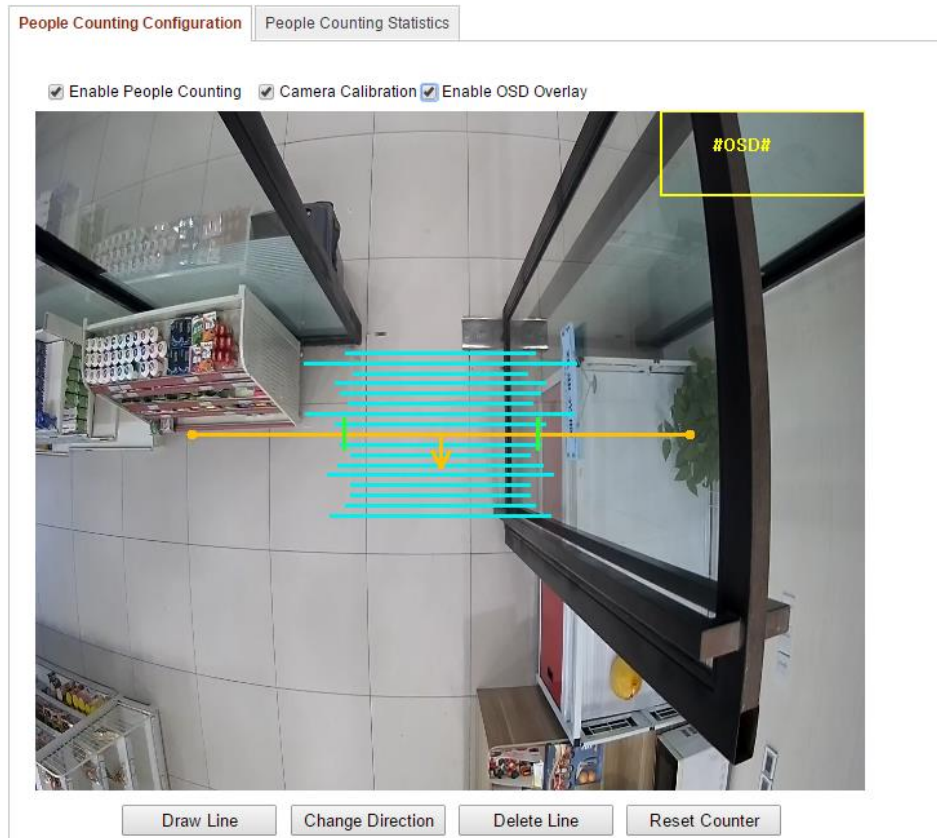 People Counting Configuration
People Counting Statistics
Enable People Counting
Camera Calibration
Enable OSD Overlay
#OSD#
Draw Line
Change Direction
Delete Line
Reset Counter